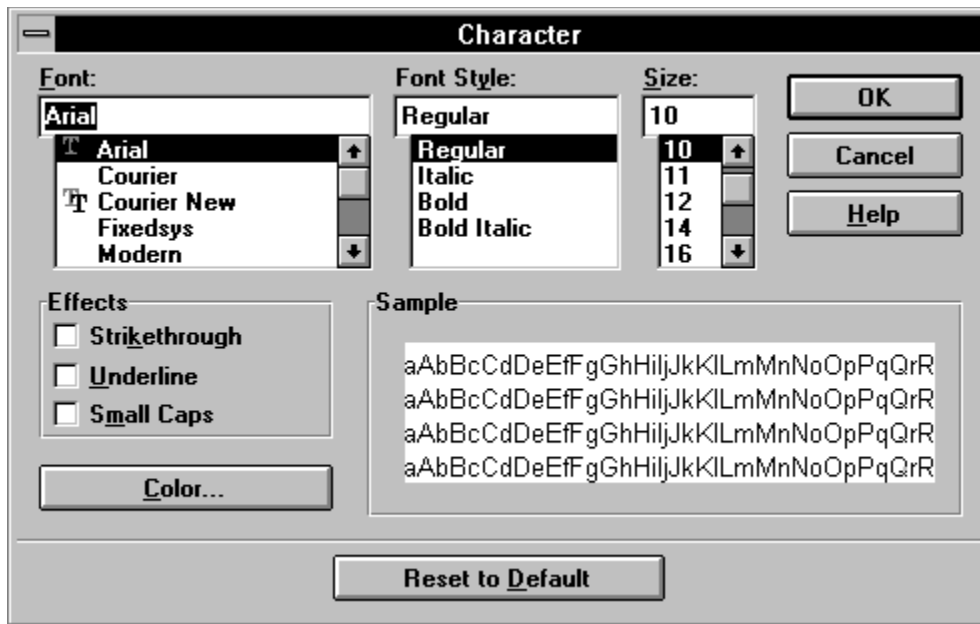 Character
Font:
Arial
Arial
Courier
Courier New
Fixedsys
Modern
Font Style:
Regular
Regular
Italic
Bold
Bold Italic
Size:
10
10
11
12
14
16
OK
Cancel
Help
Effects
Strikethrough
Underline
Small Caps
Color...
Sample
aAbBcCdDeEfFgGhHiIjJkKlLmMnNoOpPqQrR
aAbBcCdDeEfFgGhHiIjJkKlLmMnNoOpPqQrR
aAbBcCdDeEfFgGhHiIjJkKlLmMnNoOpPqQrR
aAbBcCdDeEfFgGhHiIjJkKlLmMnNoOpPqQrR
Reset to Default